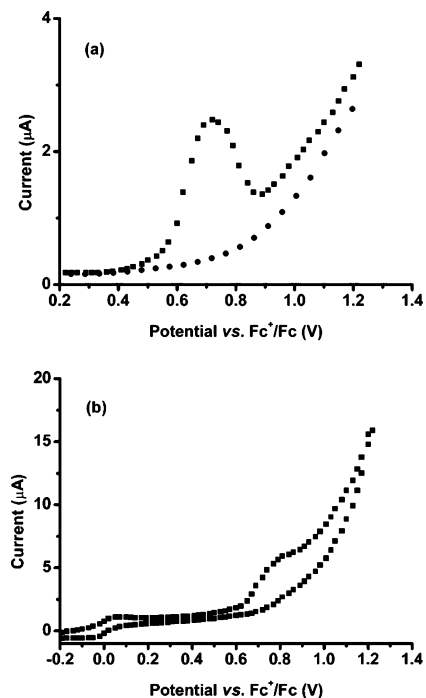 (a)
4
2
0
Current (μA)
0.2 0.4 0.6 0.8 1.0 1.2 1.4
Potential vs. Fc⁺/Fc (V)
(b)
20
15
10
5
0
Current (μA)
-0.2 0.0 0.2 0.4 0.6 0.8 1.0 1.2 1.4
Potential vs. Fc⁺/Fc (V)